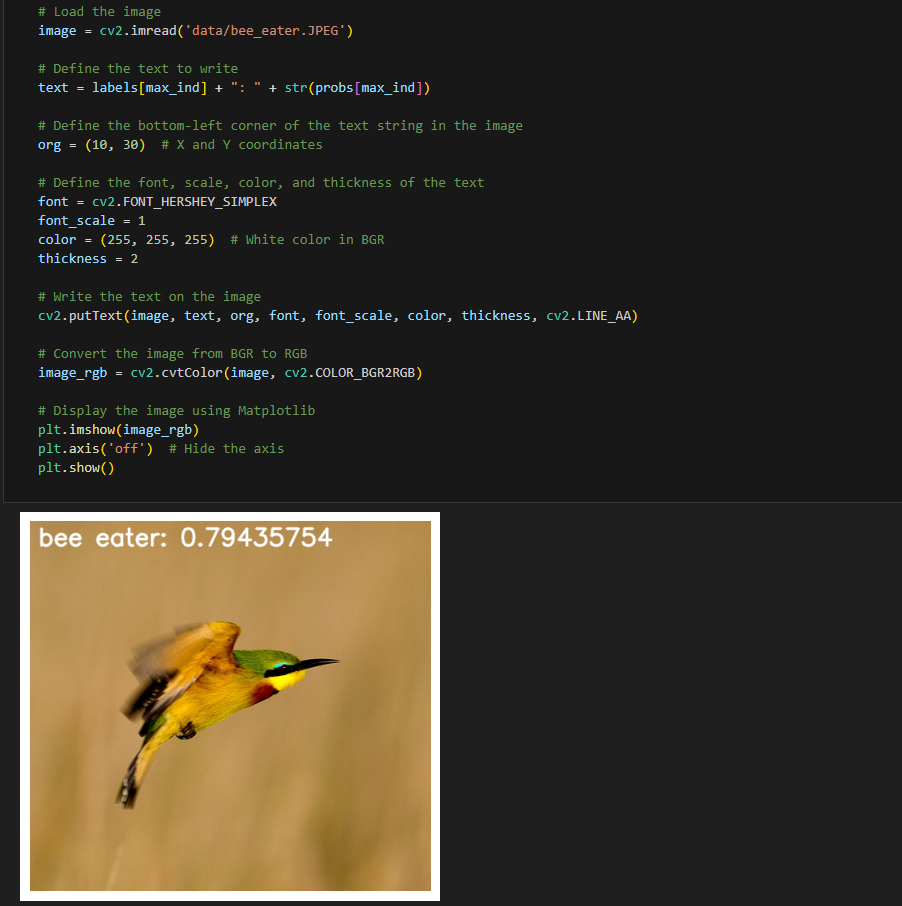 # Load the image
image = cv2.imread('data/bee_eater.JPEG')
# Define the text to write
text = labels[max_ind] + ": " + str(probs[max_ind])
# Define the bottom-left corner of the text string in the image
org = (10, 30)  # X and Y coordinates
# Define the font, scale, color, and thickness of the text
font = cv2.FONT_HERSHEY_SIMPLEX
font_scale = 1
color = (255, 255, 255)  # White color in BGR
thickness = 2
# Write the text on the image
cv2.putText(image, text, org, font, font_scale, color, thickness, cv2.LINE_AA)
# Convert the image from BGR to RGB
image_rgb = cv2.cvtColor(image, cv2.COLOR_BGR2RGB)
# Display the image using Matplotlib
plt.imshow(image_rgb)
plt.axis('off')  # Hide the axis
plt.show()
bee eater: 0.79435754